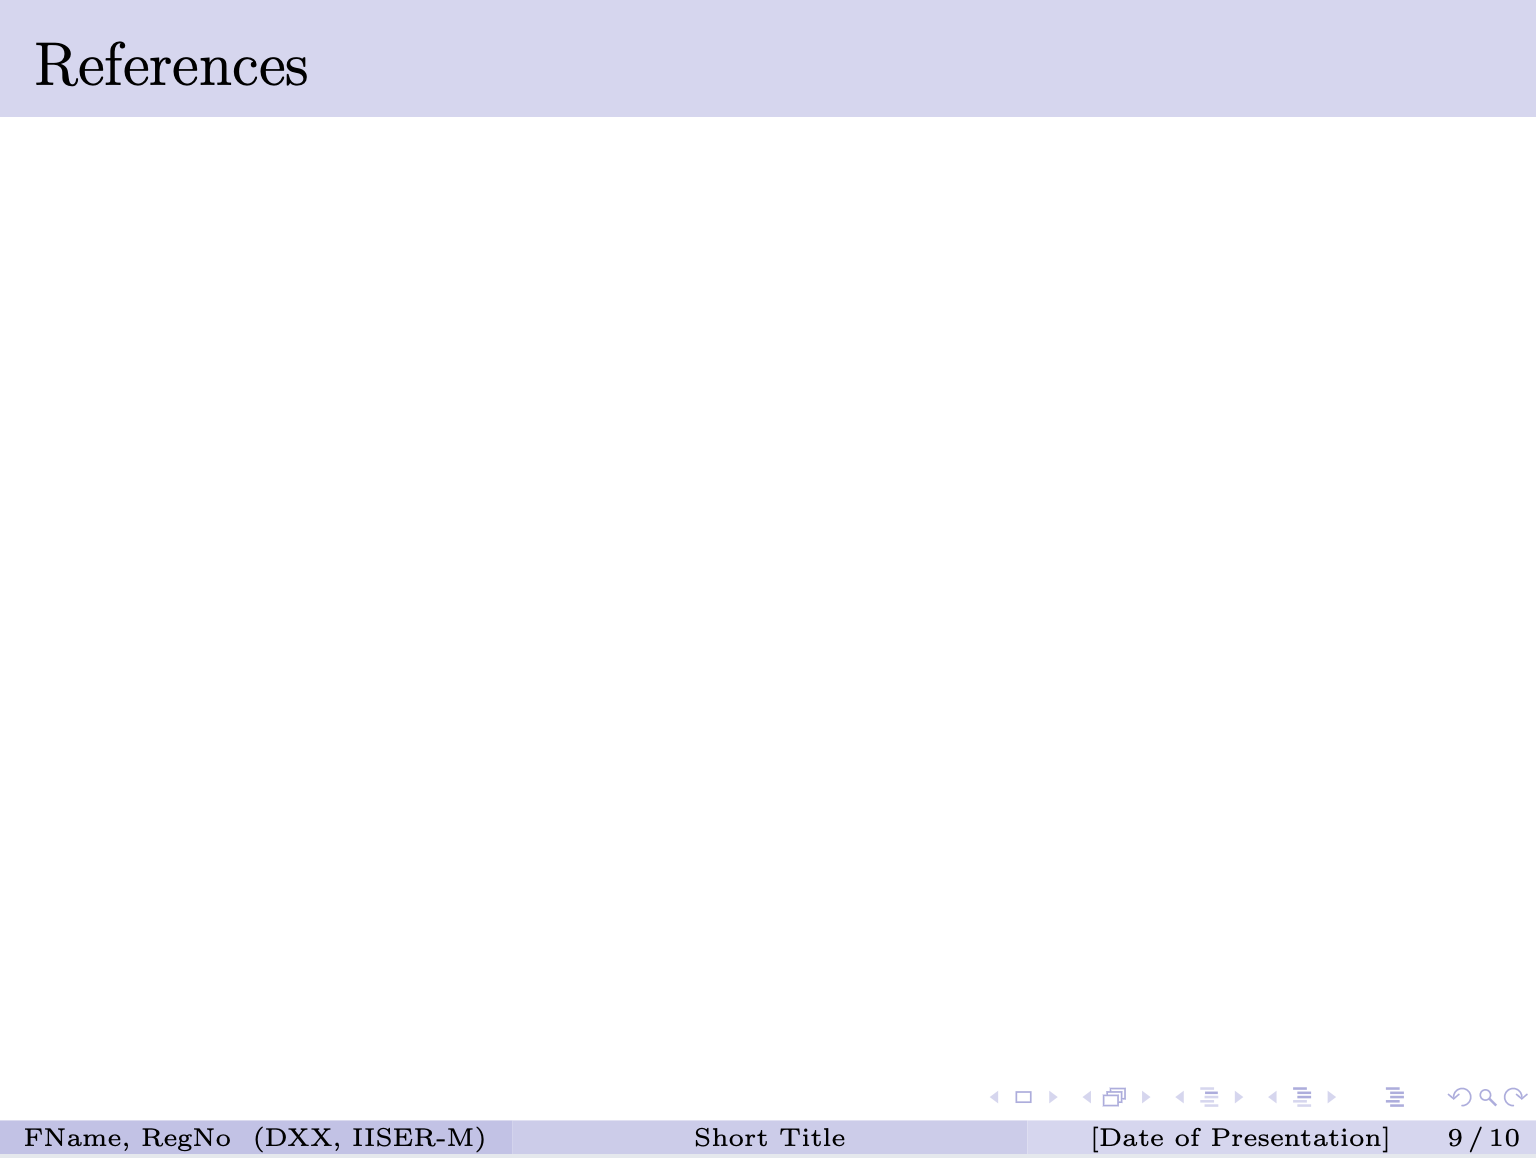 References
FName, RegNo (DXX, IISER-M)
Short Title
[Date of Presentation]
9 / 10